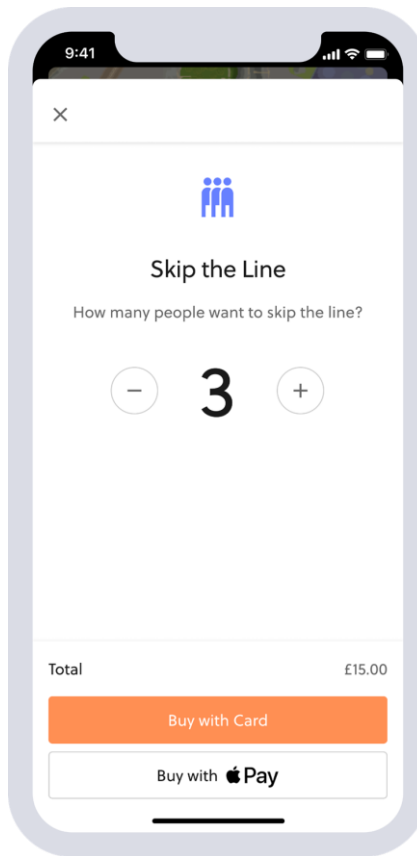 9:41
Skip the Line
How many people want to skip the line?
− 3 +
Total £15.00
Buy with Card
Buy with Pay